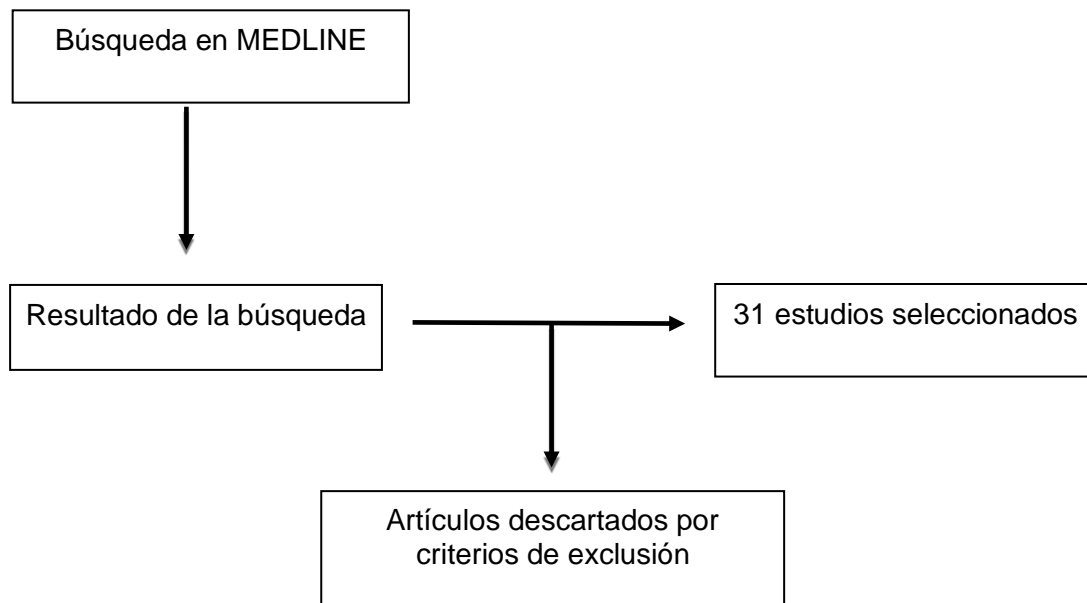 Búsqueda en MEDLINE
Resultado de la búsqueda
31 estudios seleccionados
Artículos descartados por
criterios de exclusión